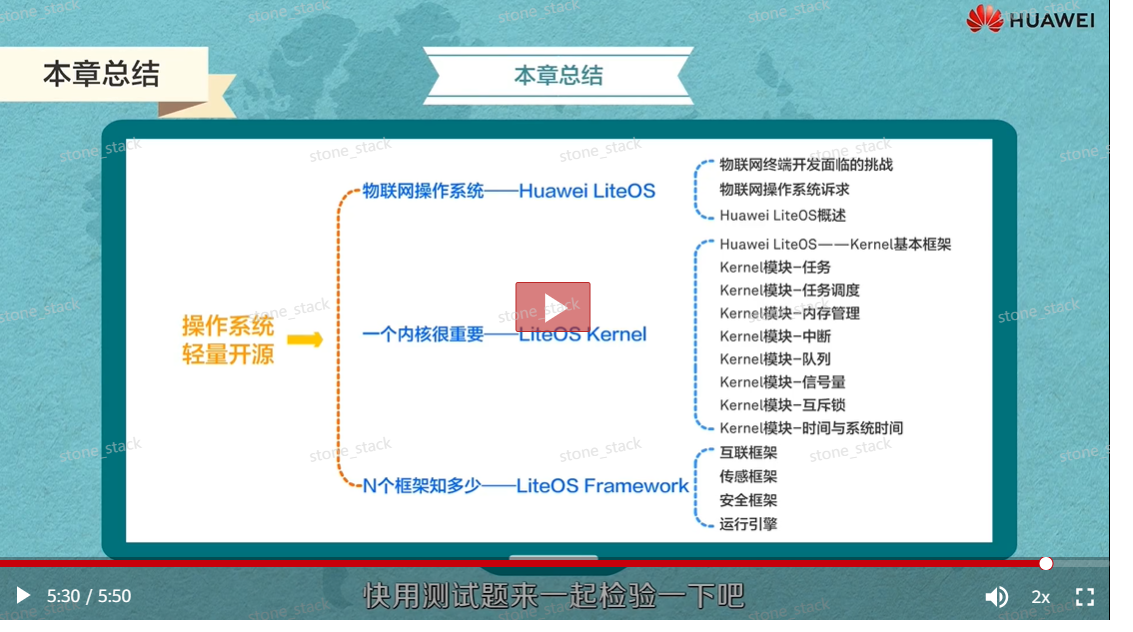 HUAWEI
本章总结
本章总结
操作系统
轻量开源
物联网操作系统——Huawei LiteOS
物联网终端开发面临的挑战
物联网操作系统诉求
Huawei LiteOS概述
一个内核很重要——LiteOS Kernel
Huawei LiteOS——Kernel基本框架
Kernel模块-任务
Kernel模块-任务调度
Kernel模块-内存管理
Kernel模块-中断
Kernel模块-队列
Kernel模块-信号量
Kernel模块-互斥锁
Kernel模块-时间与系统时间
N个框架知多少——LiteOS Framework
互联框架
传感框架
安全框架
运行引擎
快用测试题来一起检验一下吧
5:30 / 5:50
2x
stone_stack